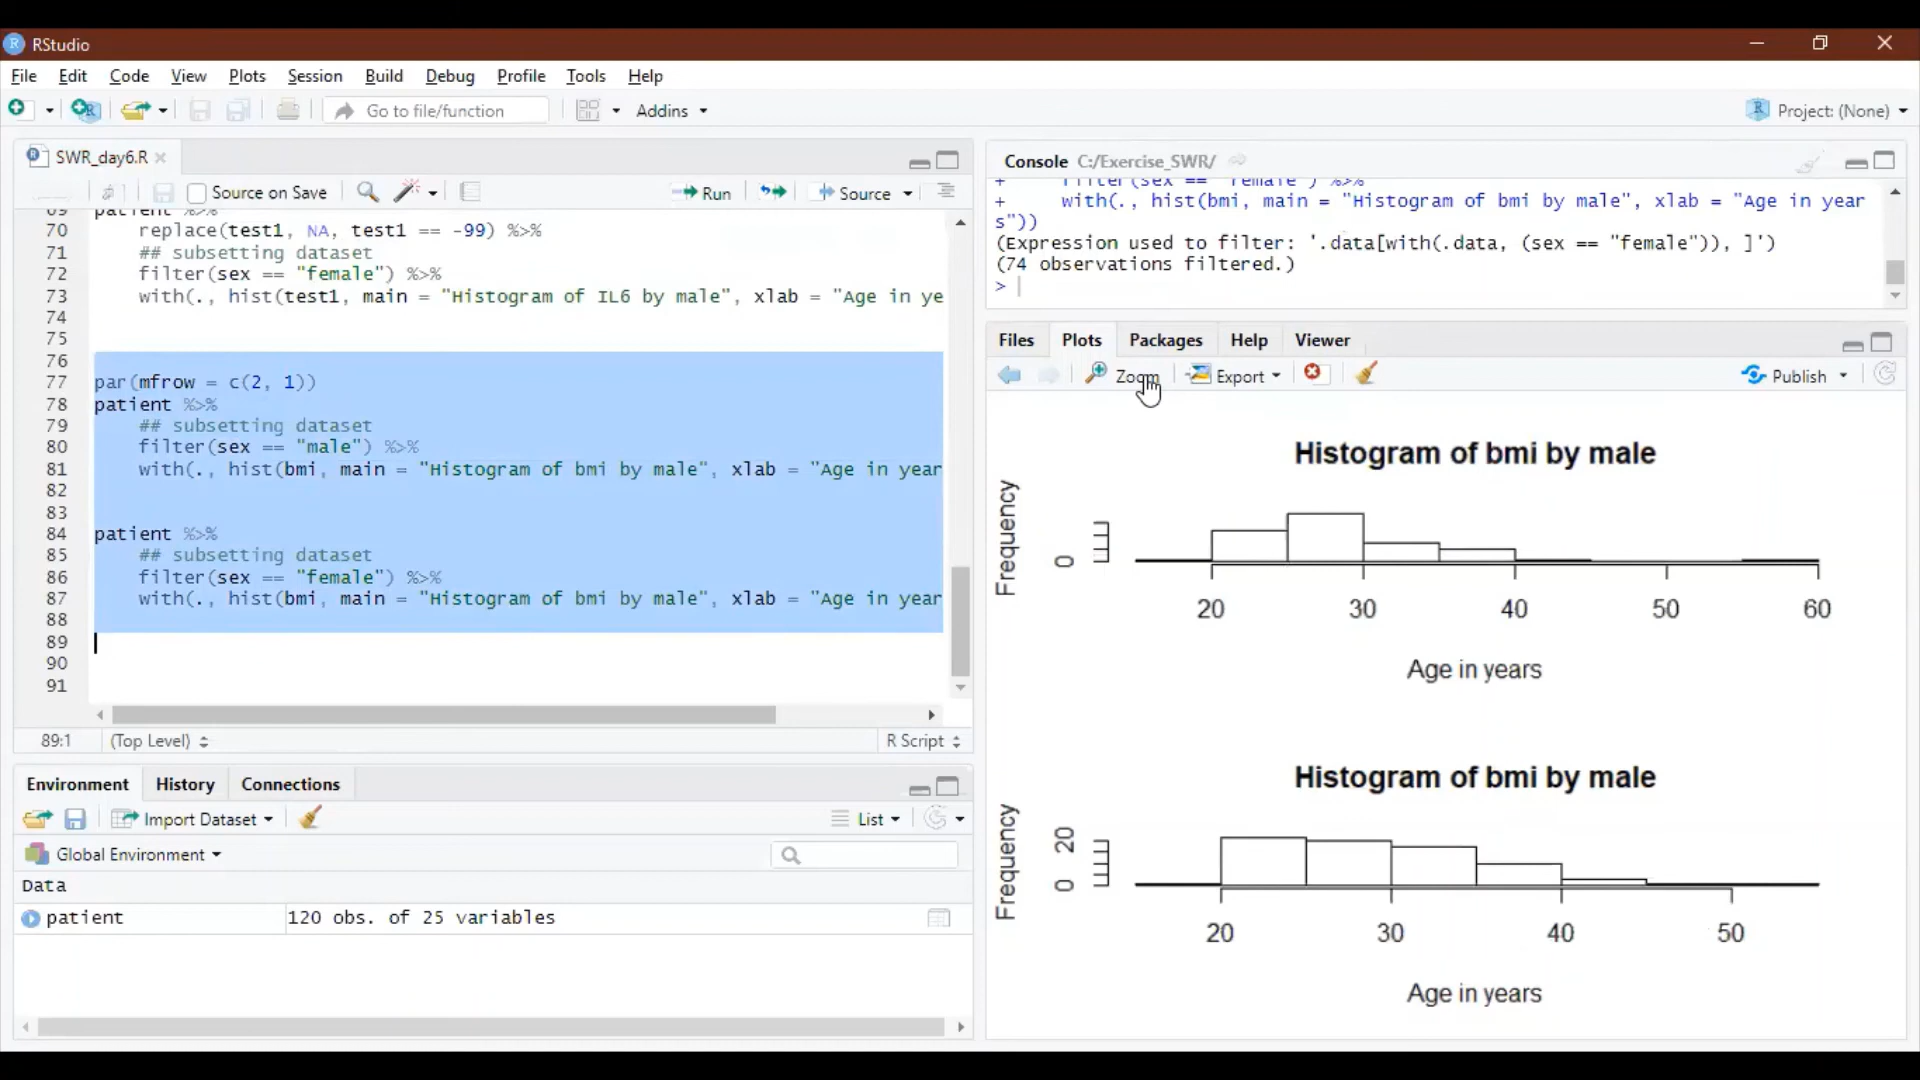 RStudio
File Edit Code View Plots Session Build Debug Profile Tools Help
Go to file/function Addins Project: (None)
SWR_day6.R
Source on Save Run Source
69 patient %>%
70 replace(test1, NA, test1 == -99) %>%
71 ## subsetting dataset
72 filter(sex == "female") %>%
73 with(., hist(test1, main = "Histogram of IL6 by male", xlab = "Age in ye
74
75
76
77 par(mfrow = c(2, 1))
78 patient %>%
79 ## subsetting dataset
80 filter(sex == "male") %>%
81 with(., hist(bmi, main = "Histogram of bmi by male", xlab = "Age in year
82
83
84 patient %>%
85 ## subsetting dataset
86 filter(sex == "female") %>%
87 with(., hist(bmi, main = "Histogram of bmi by male", xlab = "Age in year
88
89
90
91
89:1 (Top Level) R Script
Environment History Connections
Import Dataset List
Global Environment
Data
patient 120 obs. of 25 variables
Console C:/Exercise_SWR/
+ filter(sex == "female") %>%
+ with(., hist(bmi, main = "Histogram of bmi by male", xlab = "Age in year
s"))
(Expression used to filter: '.data[with(.data, (sex == "female")), ]')
(74 observations filtered.)
>
Files Plots Packages Help Viewer
Zoom Export Publish
Histogram of bmi by male
Frequency
0
20 30 40 50 60
Age in years
Histogram of bmi by male
Frequency
0 20
20 30 40 50
Age in years